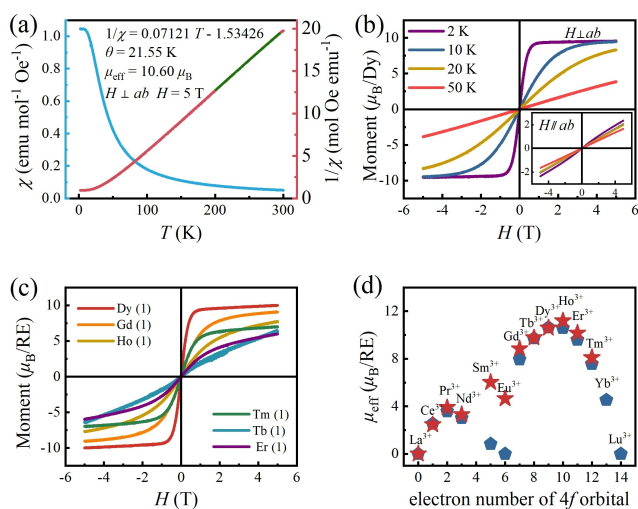 (a)
1/χ = 0.07121 T - 1.53426
θ = 21.55 K
μeff = 10.60 μB
H ⊥ ab H = 5 T
χ (emu mol⁻¹ Oe⁻¹)
1.0
0.8
0.6
0.4
0.2
0.0
20
15
10
5
0
1/χ (mol Oe emu⁻¹)
0 100 200 300
T (K)
(b)
2 K
10 K
20 K
50 K
H⊥ab
Moment (μB/Dy)
10
5
0
-5
-10
H∥ab
2
0
-2
-4 0 4
-6 -4 -2 0 2 4 6
H (T)
(c)
Dy (1)
Gd (1)
Ho (1)
Tm (1)
Tb (1)
Er (1)
Moment (μB/RE)
10
5
0
-5
-10
-6 -4 -2 0 2 4 6
H (T)
(d)
μeff (μB/RE)
12
8
4
0
La³⁺
Ce³⁺
Pr³⁺
Nd³⁺
Sm³⁺
Eu³⁺
Gd³⁺
Tb³⁺
Dy³⁺
Ho³⁺
Er³⁺
Tm³⁺
Yb³⁺
Lu³⁺
0 2 4 6 8 10 12 14
electron number of 4f orbital